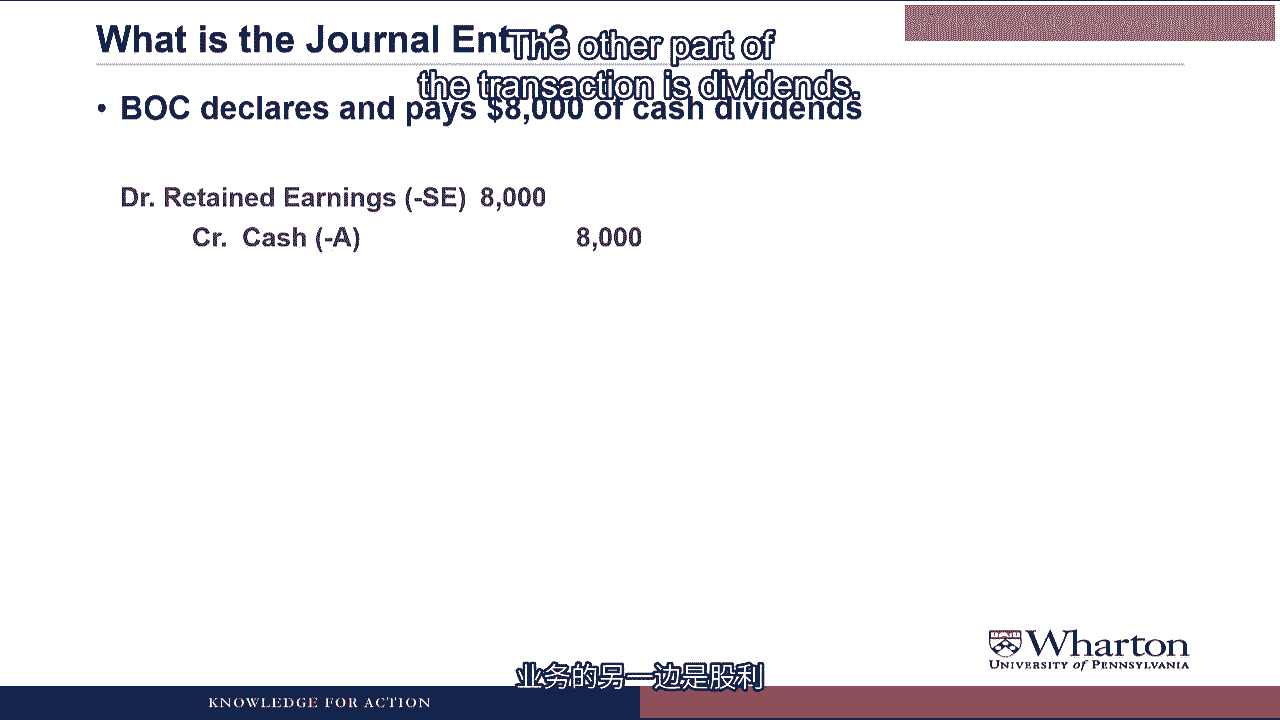 What is the Journal Entry?
The other part of
the transaction is dividends.
• BOC declares and pays $8,000 of cash dividends
Dr. Retained Earnings (-SE) 8,000
Cr. Cash (-A) 8,000
Wharton
UNIVERSITY of PENNSYLVANIA
业务的另一边是股利
KNOWLEDGE FOR ACTION